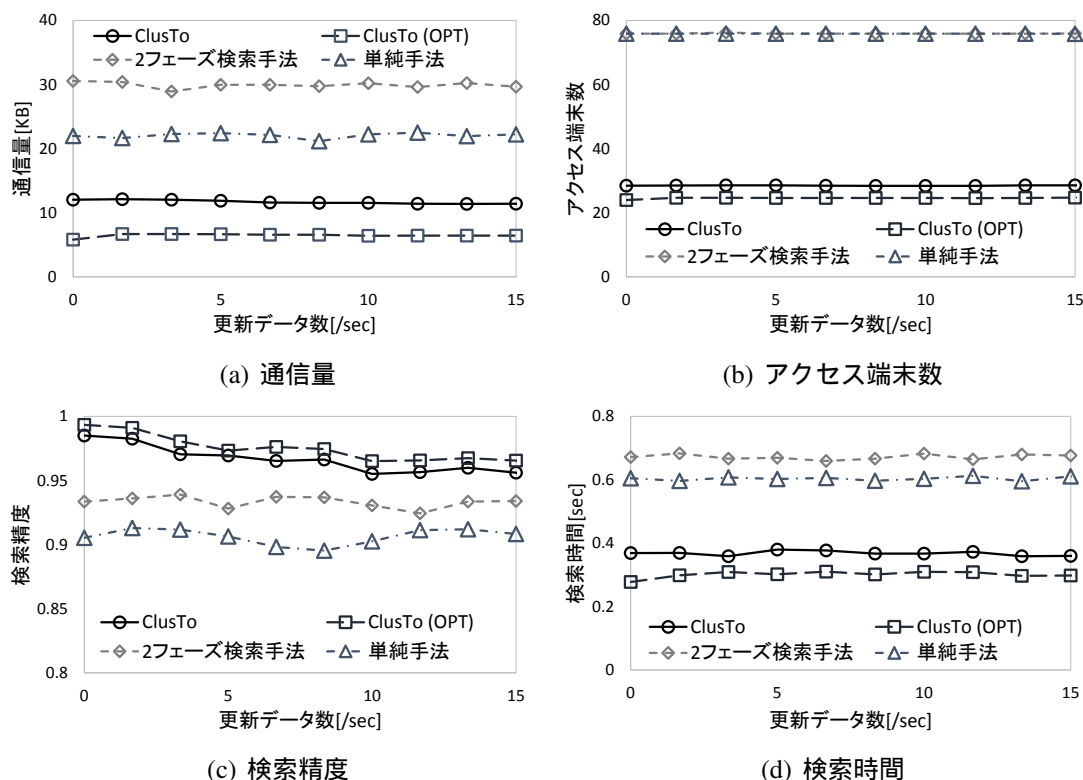 40
ClusTo
ClusTo (OPT)
2フェーズ検索手法
単純手法
30
20
10
0
通信量[KB]
0 5 10 15
更新データ数[/sec]
(a) 通信量
80
60
40
20
0
アクセス端末数
ClusTo
ClusTo (OPT)
2フェーズ検索手法
単純手法
0 5 10 15
更新データ数[/sec]
(b) アクセス端末数
1
0.95
0.9
0.85
0.8
検索精度
ClusTo
ClusTo (OPT)
2フェーズ検索手法
単純手法
0 5 10 15
更新データ数[/sec]
(c) 検索精度
0.8
0.6
0.4
0.2
0
検索時間[sec]
ClusTo
ClusTo (OPT)
2フェーズ検索手法
単純手法
0 5 10 15
更新データ数[/sec]
(d) 検索時間